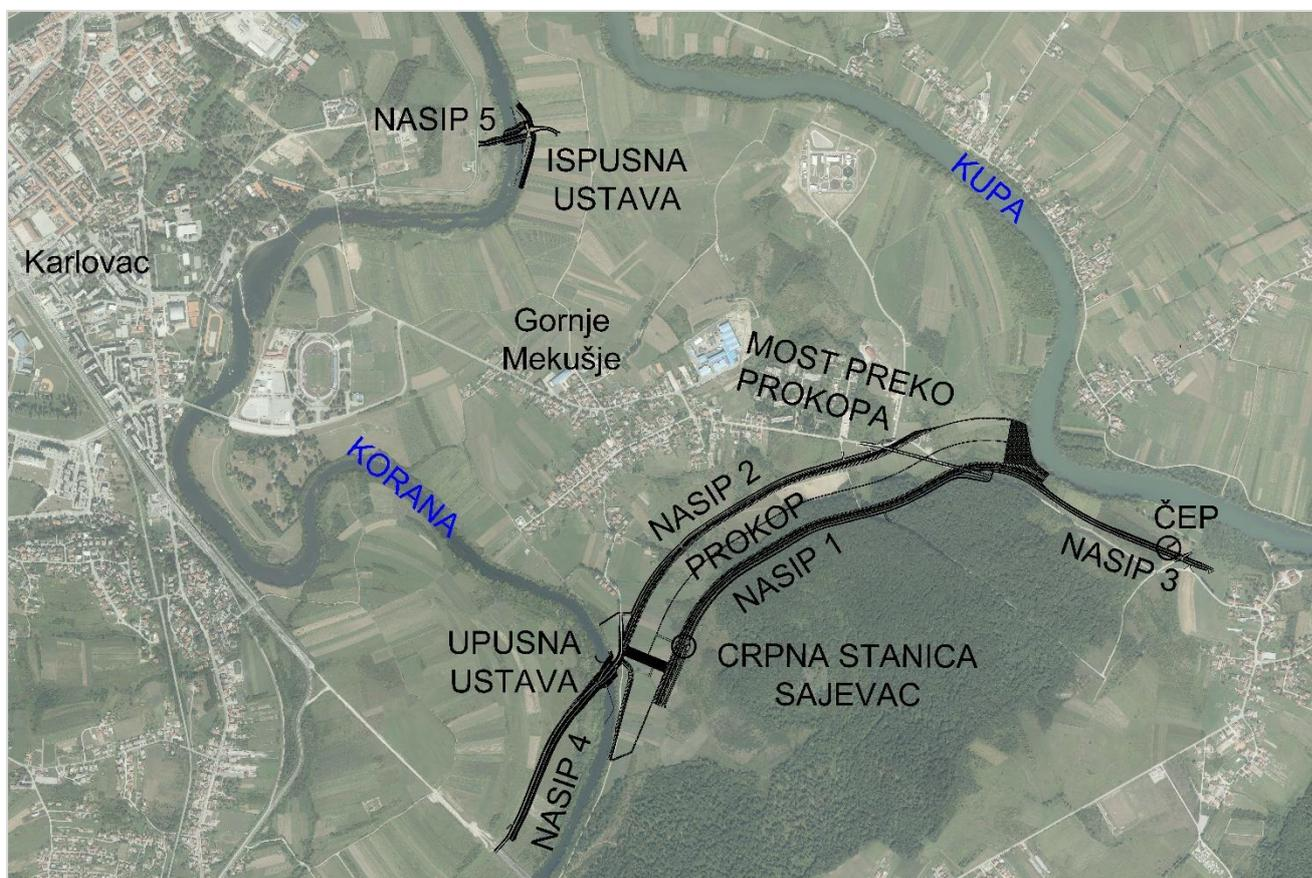 NASIP 5
ISPUSNA
USTAVA
KUPA
Karlovac
Gornje
Mekušje
MOST PREKO
PROKOPA
KORANA
NASIP 2
PROKOP
NASIP 1
ČEP
NASIP 3
UPUSNA
USTAVA
CRPNA STANICA
SAJEVAC
NASIP 4